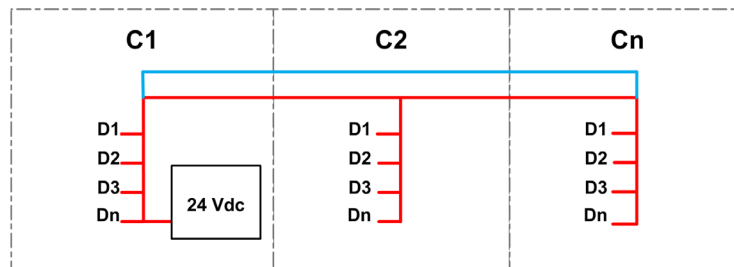 C1 C2 Cn
D1 D1 D1
D2 D2 D2
D3 D3 D3
Dn 24 Vdc Dn Dn